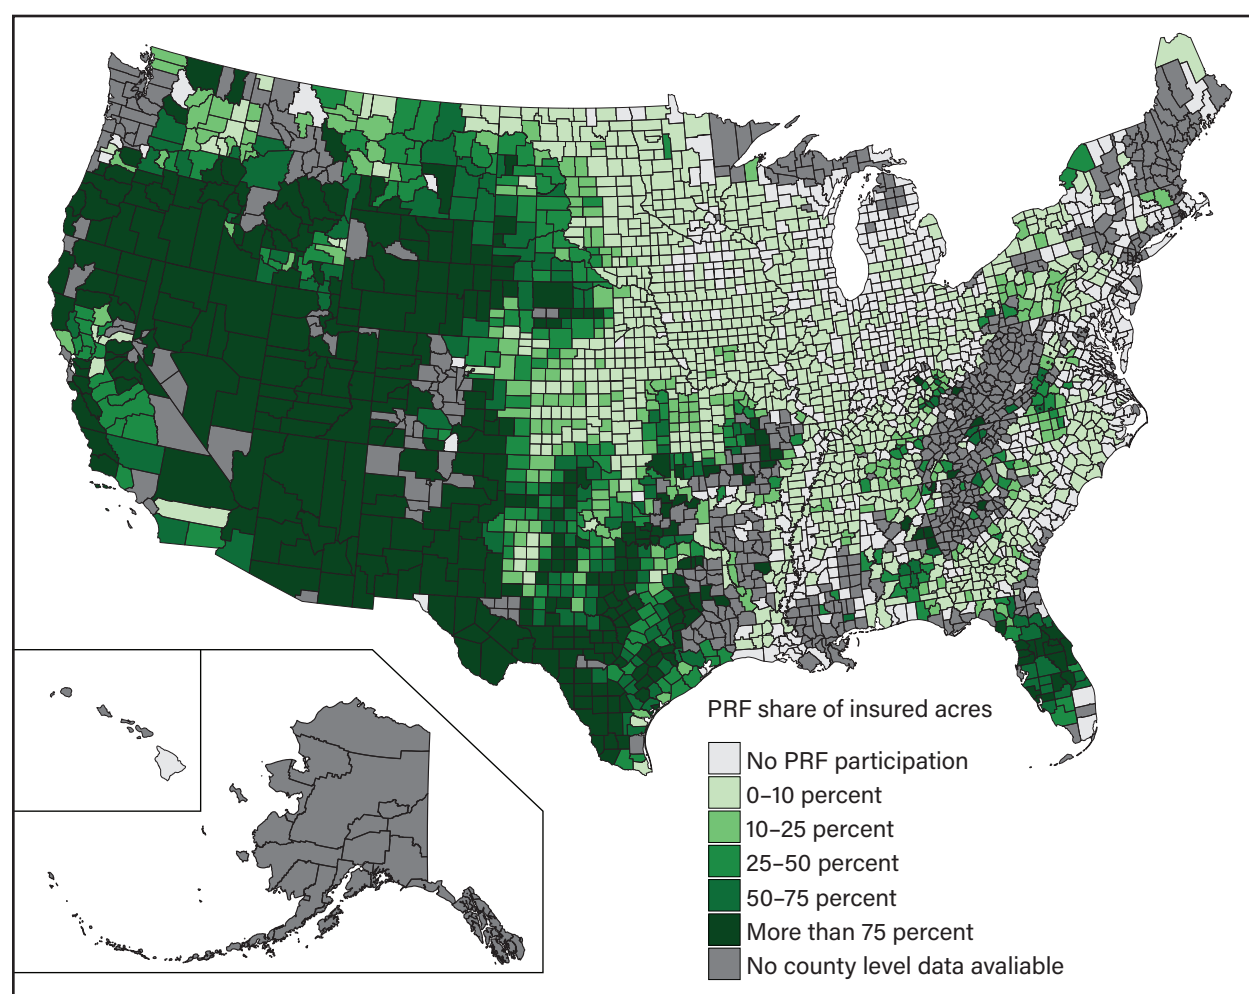 PRF share of insured acres
No PRF participation
0–10 percent
10–25 percent
25–50 percent
50–75 percent
More than 75 percent
No county level data avaliable